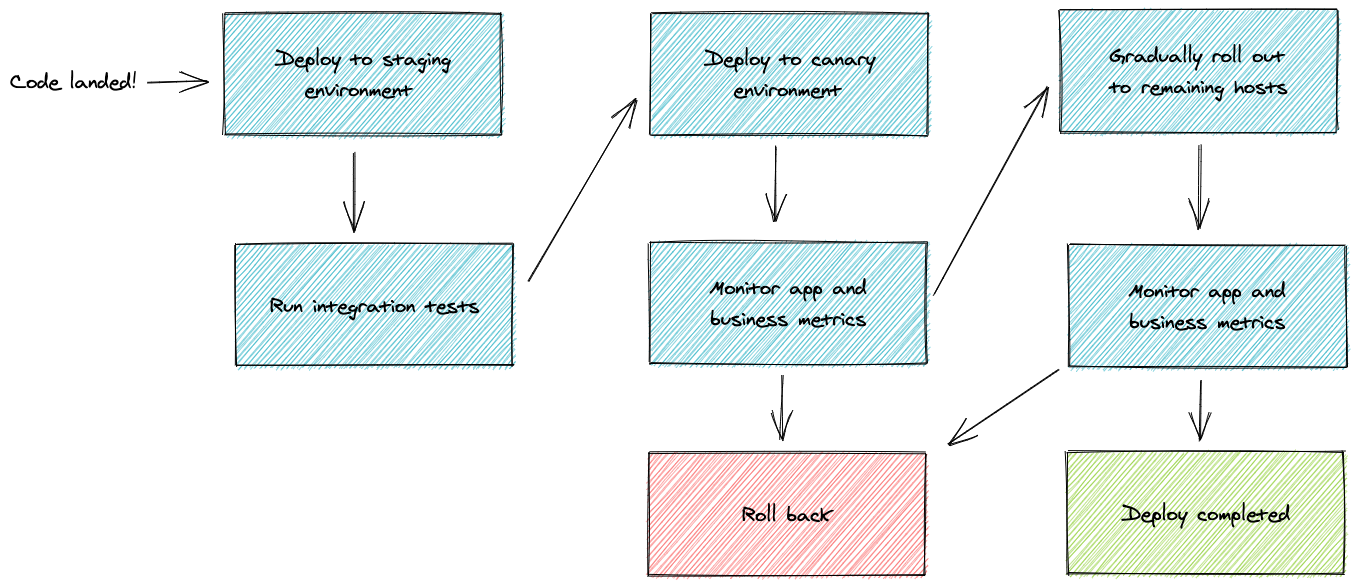 Code landed!
Deploy to staging
environment
Run integration tests
Deploy to canary
environment
Monitor app and
business metrics
Roll back
Gradually roll out
to remaining hosts
Monitor app and
business metrics
Deploy completed